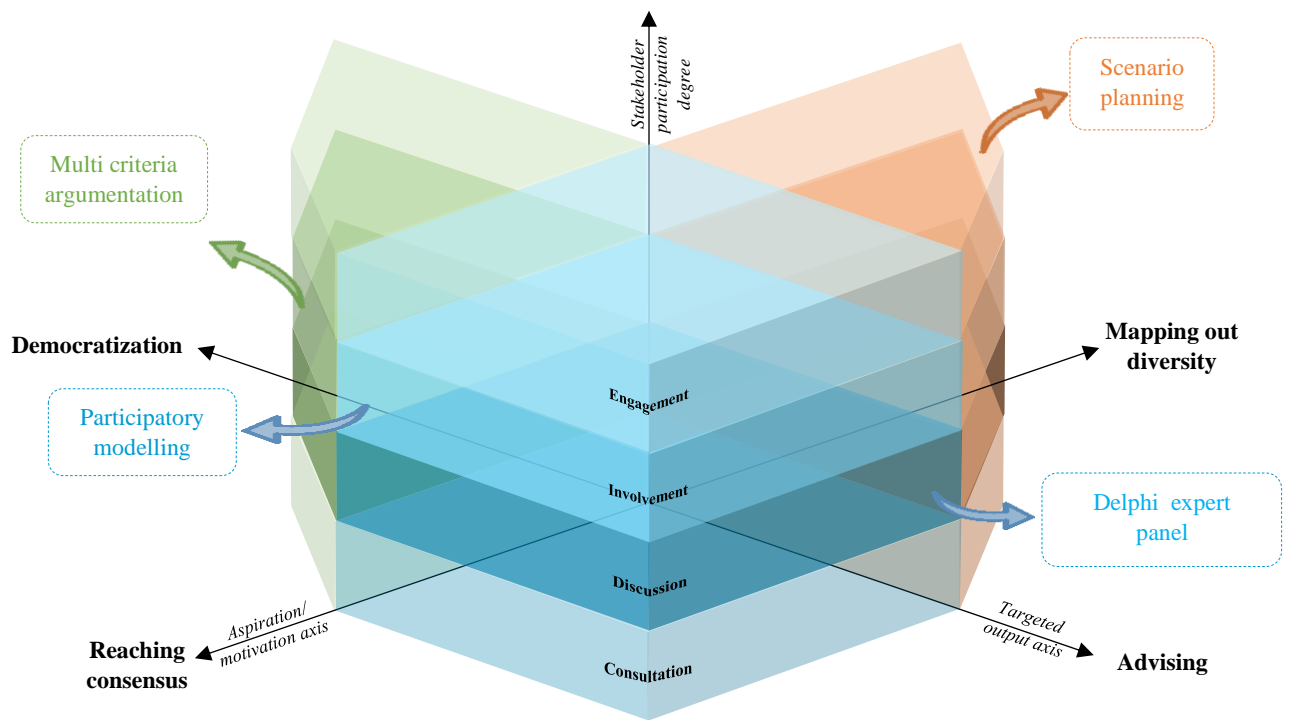 Stakeholder
participation
degree
Scenario
planning
Multi criteria
argumentation
Democratization
Mapping out
diversity
Participatory
modelling
Engagement
Involvement
Delphi expert
panel
Discussion
Aspiration/
motivation axis
Targeted
output axis
Reaching
consensus
Advising
Consultation